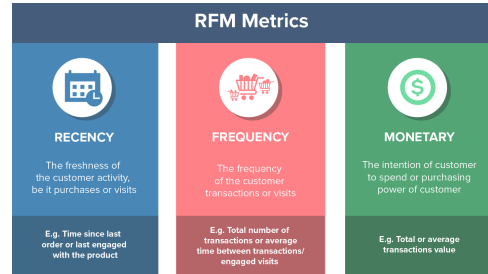 RFM Metrics
RECENCY
The freshness of
the customer activity,
be it purchases or visits
E.g. Time since last
order or last engaged
with the product
FREQUENCY
The frequency
of the customer
transactions or visits
E.g. Total number of
transactions or average
time between transactions/
engaged visits
MONETARY
The intention of customer
to spend or purchasing
power of customer
E.g. Total or average
transactions value